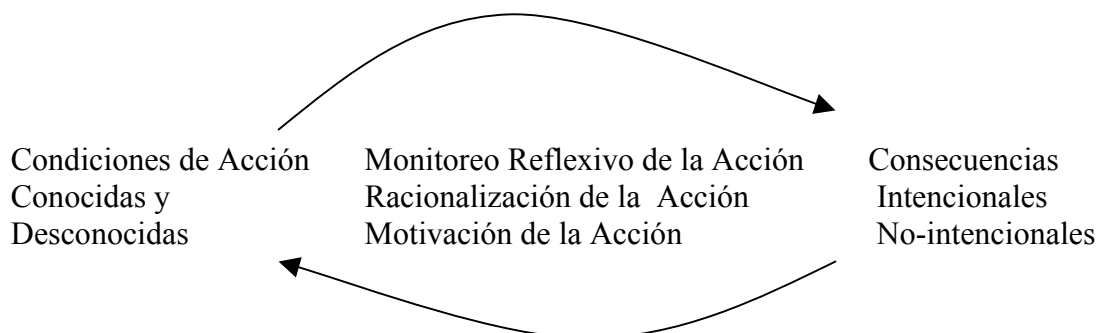 Condiciones de Acción Monitoreo Reflexivo de la Acción Consecuencias
Conocidas y Racionalización de la Acción Intencionales
Desconocidas Motivación de la Acción No-intencionales